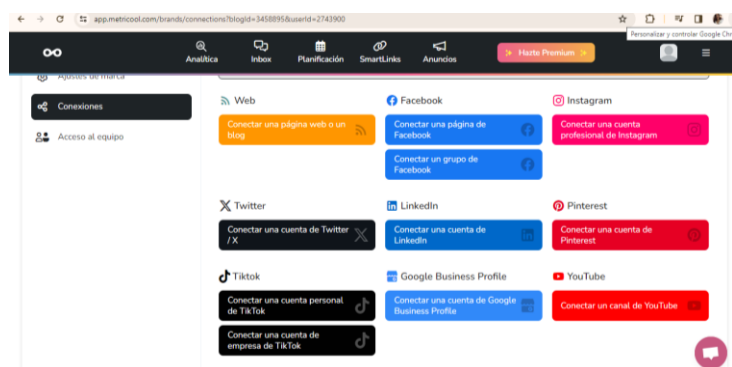 app.metricool.com/brands/connections?blogid=3458895&userId=2743900
Personalizar y controlar Google Chr
Analítica
Inbox
Planificación
SmartLinks
Anuncios
Hazte Premium
Ajustes de marca
Conexiones
Acceso al equipo
Web
Facebook
Instagram
Conectar una página web o un
blog
Conectar una página de
Facebook
Conectar una cuenta
profesional de Instagram
Conectar un grupo de
Facebook
Twitter
LinkedIn
Pinterest
Conectar una cuenta de Twitter
/ X
Conectar una cuenta de
LinkedIn
Conectar una cuenta de
Pinterest
Tiktok
Google Business Profile
YouTube
Conectar una cuenta personal
de TikTok
Conectar una cuenta de Google
Business Profile
Conectar un canal de YouTube
Conectar una cuenta de
empresa de TikTok